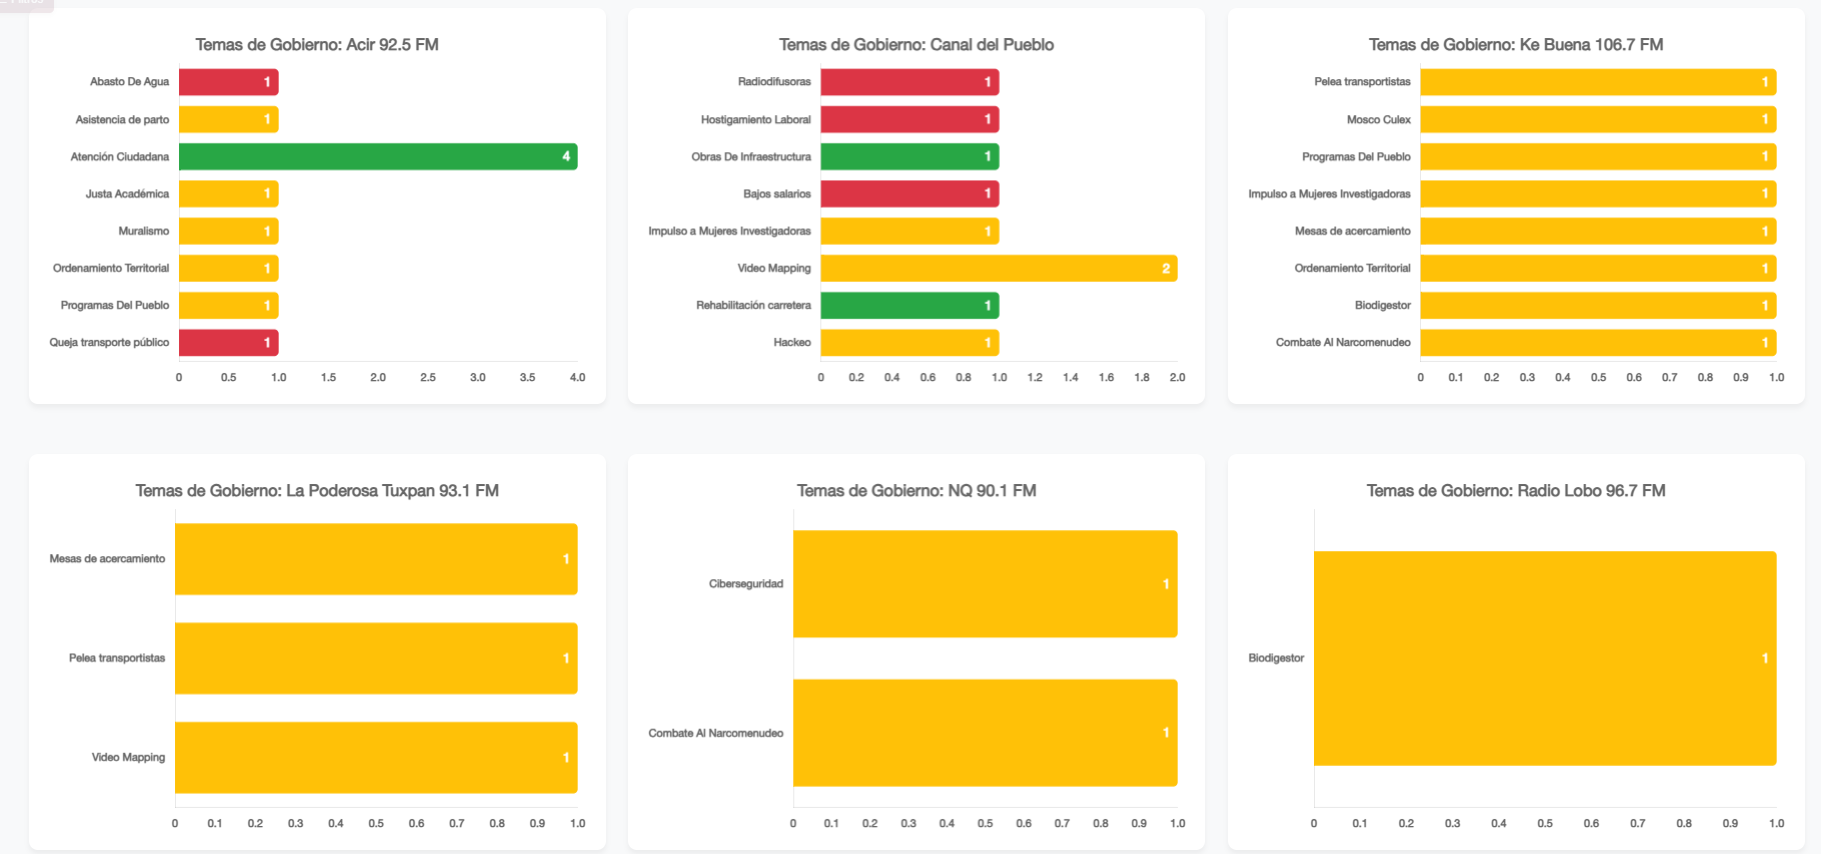 Temas de Gobierno: Acir 92.5 FM
Abasto De Agua 1
Asistencia de parto 1
Atención Ciudadana 4
Justa Académica 1
Muralismo 1
Ordenamiento Territorial 1
Programas Del Pueblo 1
Queja transporte público 1
0 0.5 1.0 1.5 2.0 2.5 3.0 3.5 4.0
Temas de Gobierno: Canal del Pueblo
Radiodifusoras 1
Hostigamiento Laboral 1
Obras De Infraestructura 1
Bajos salarios 1
Impulso a Mujeres Investigadoras 1
Video Mapping 2
Rehabilitación carretera 1
Hackeo 1
0 0.2 0.4 0.6 0.8 1.0 1.2 1.4 1.6 1.8 2.0
Temas de Gobierno: Ke Buena 106.7 FM
Pelea transportistas 1
Mosco Culex 1
Programas Del Pueblo 1
Impulso a Mujeres Investigadoras 1
Mesas de acercamiento 1
Ordenamiento Territorial 1
Biodigestor 1
Combate Al Narcomenudeo 1
0 0.1 0.2 0.3 0.4 0.5 0.6 0.7 0.8 0.9 1.0
Temas de Gobierno: La Poderosa Tuxpan 93.1 FM
Mesas de acercamiento 1
Pelea transportistas 1
Video Mapping 1
0 0.1 0.2 0.3 0.4 0.5 0.6 0.7 0.8 0.9 1.0
Temas de Gobierno: NQ 90.1 FM
Ciberseguridad 1
Combate Al Narcomenudeo 1
0 0.1 0.2 0.3 0.4 0.5 0.6 0.7 0.8 0.9 1.0
Temas de Gobierno: Radio Lobo 96.7 FM
Biodigestor 1
0 0.1 0.2 0.3 0.4 0.5 0.6 0.7 0.8 0.9 1.0